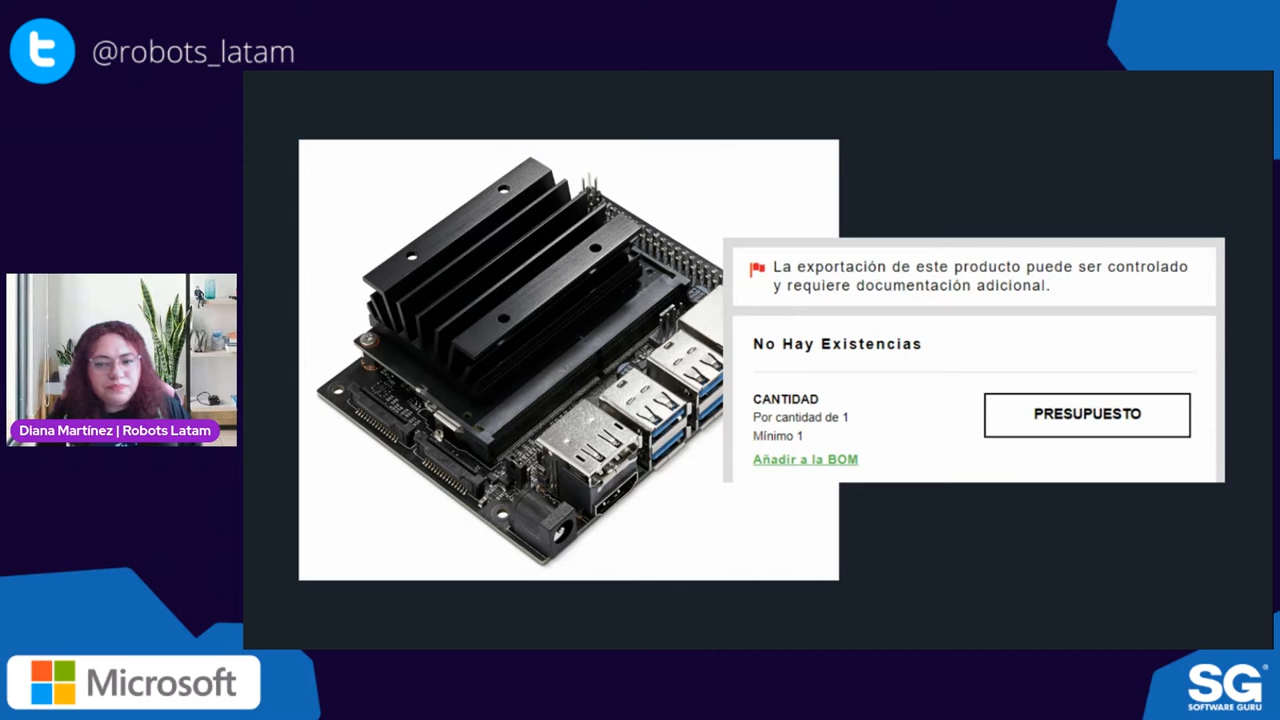 @robots_latam
La exportación de este producto puede ser controlado
y requiere documentación adicional.
No Hay Existencias
CANTIDAD
Por cantidad de 1
Mínimo 1
Añadir a la BOM
PRESUPUESTO
Diana Martínez | Robots Latam
Microsoft
SG
SOFTWARE GURU